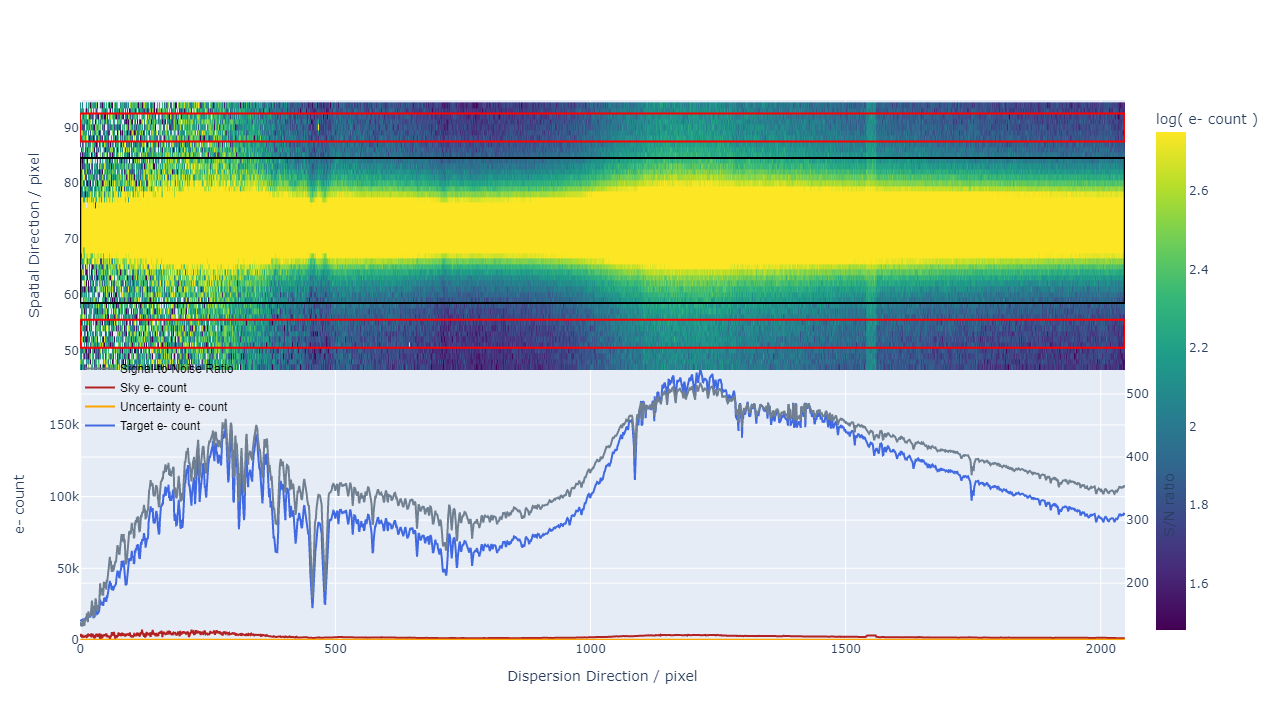 log( e- count )
90
80
70
60
50
Spatial Direction / pixel
2.6
2.4
2.2
2
1.8
1.6
Signal-to-Noise Ratio
Sky e- count
Uncertainty e- count
Target e- count
150k
100k
50k
0
e- count
500
400
300
200
S/N ratio
0
500
1000
1500
2000
Dispersion Direction / pixel